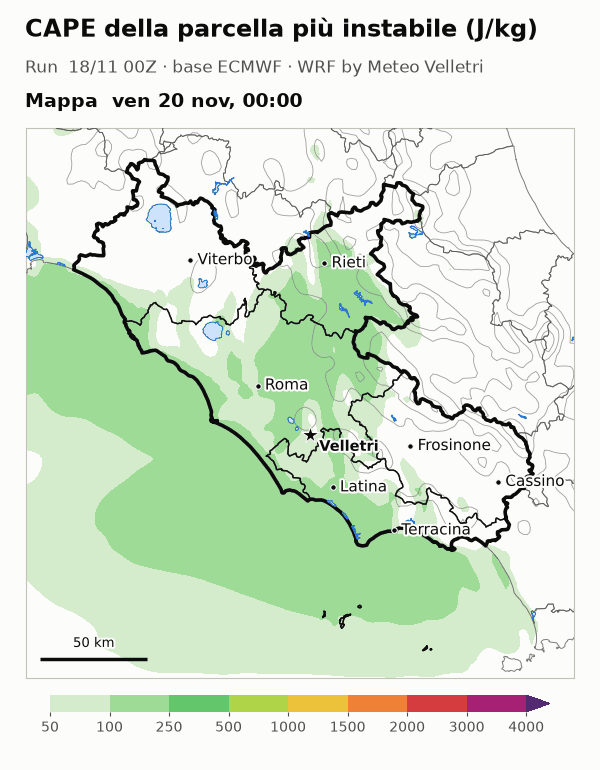 CAPE della parcella più instabile (J/kg)
Run  18/11 00Z · base ECMWF · WRF by Meteo Velletri
Mappa  ven 20 nov, 00:00
Viterbo
Rieti
Roma
Velletri
Frosinone
Latina
Cassino
Terracina
50 km
50 100 250 500 1000 1500 2000 3000 4000